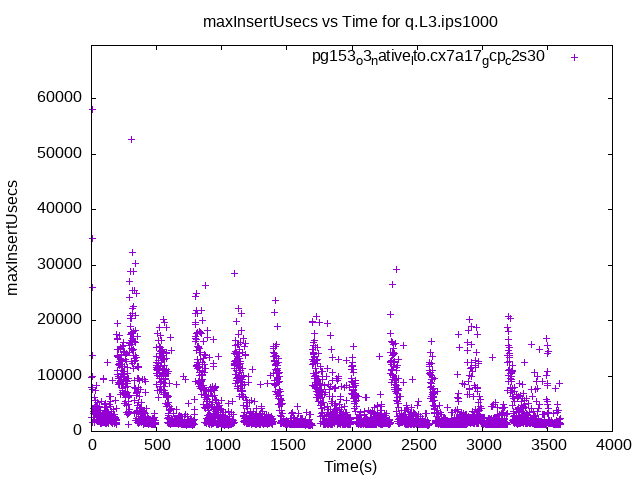 maxInsertUsecs vs Time for q.L3.ips1000
pg153o3native lto.cx7a17gcpc2s30
60000
50000
40000
30000
20000
10000
0
maxInsertUsecs
0 500 1000 1500 2000 2500 3000 3500 4000
Time(s)